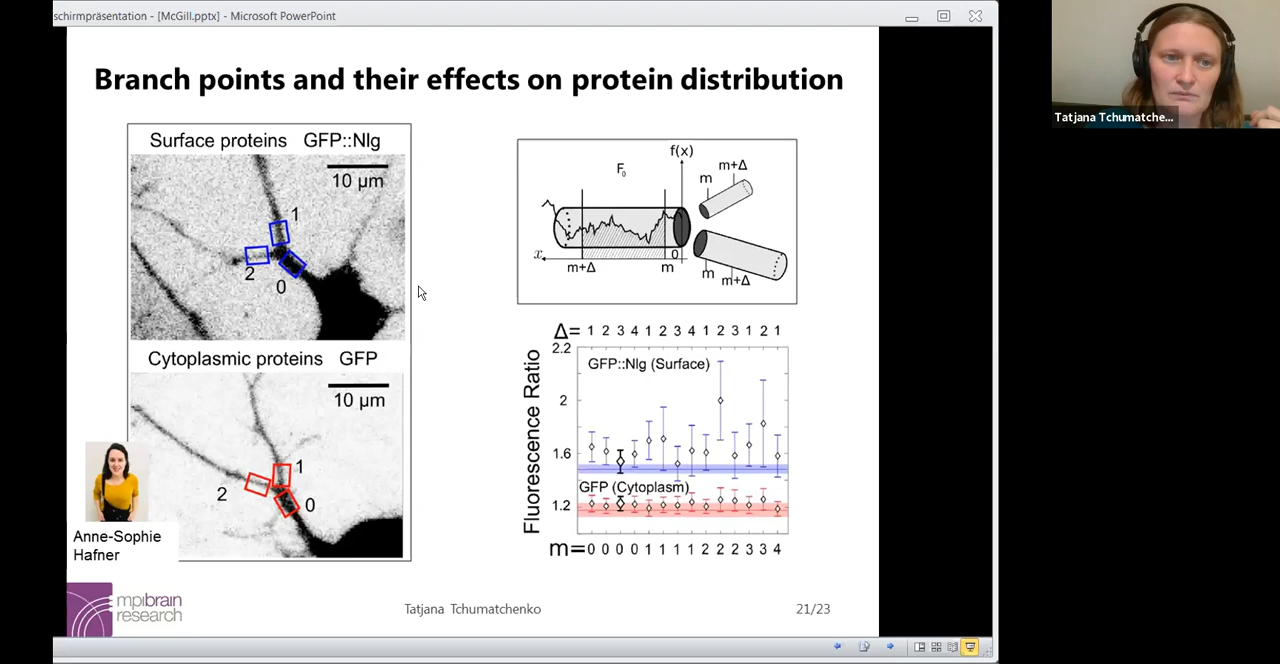 schirmpräsentation - [McGill.pptx] - Microsoft PowerPoint
Tatjana Tchumatche...
Branch points and their effects on protein distribution
Surface proteins GFP::Nlg
10 µm
1
2
0
Cytoplasmic proteins GFP
10 µm
1
2
0
Anne-Sophie
Hafner
f(x)
F0
m+Δ
m
x
m+Δ
m
0
m
m+Δ
Δ= 1 2 3 4 1 2 3 4 1 2 3 1 2 1
2.2
GFP::Nlg (Surface)
2
1.6
GFP (Cytoplasm)
1.2
Fluorescence Ratio
m=0 0 0 0 1 1 1 1 2 2 2 3 3 4
mpibrain
research
Tatjana Tchumatchenko
21/23